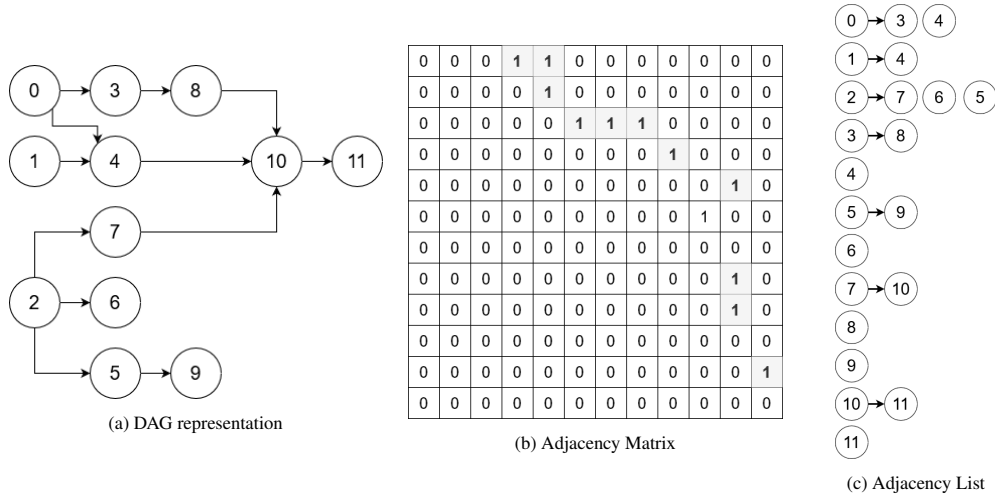 0 3 8
1 4 10 11
7
2 6
5 9
(a) DAG representation
0 0 0 1 1 0 0 0 0 0 0 0
0 0 0 0 1 0 0 0 0 0 0 0
0 0 0 0 0 1 1 1 0 0 0 0
0 0 0 0 0 0 0 0 1 0 0 0
0 0 0 0 0 0 0 0 0 0 1 0
0 0 0 0 0 0 0 0 0 1 0 0
0 0 0 0 0 0 0 0 0 0 0 0
0 0 0 0 0 0 0 0 0 0 1 0
0 0 0 0 0 0 0 0 0 0 1 0
0 0 0 0 0 0 0 0 0 0 0 0
0 0 0 0 0 0 0 0 0 0 0 1
0 0 0 0 0 0 0 0 0 0 0 0
(b) Adjacency Matrix
0 3 4
1 4
2 7 6 5
3 8
4
5 9
6
7 10
8
9
10 11
11
(c) Adjacency List